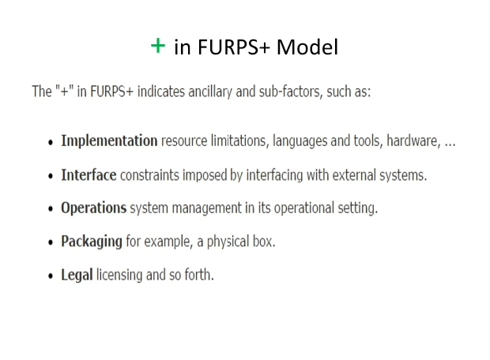 + in FURPS+ Model
The "+" in FURPS+ indicates ancillary and sub-factors, such as:
• Implementation resource limitations, languages and tools, hardware, ...
• Interface constraints imposed by interfacing with external systems.
• Operations system management in its operational setting.
• Packaging for example, a physical box.
• Legal licensing and so forth.